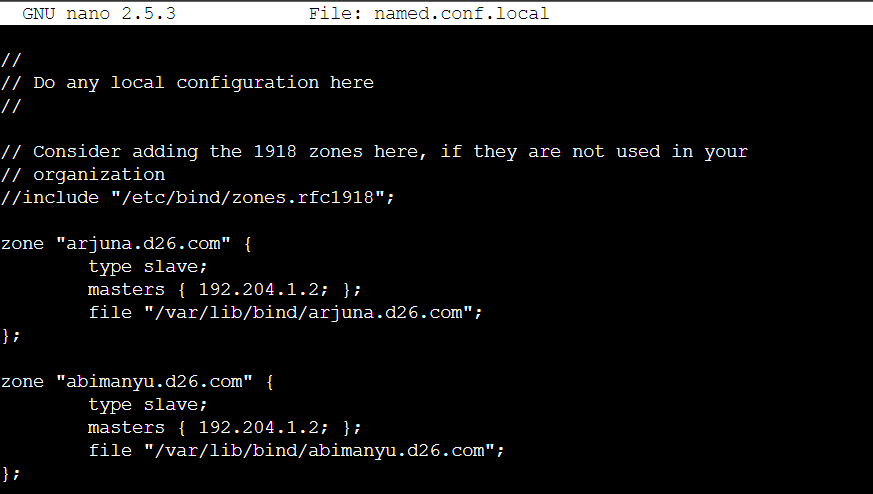 GNU nano 2.5.3 File: named.conf.local
//
// Do any local configuration here
//
// Consider adding the 1918 zones here, if they are not used in your
// organization
//include "/etc/bind/zones.rfc1918";
zone "arjuna.d26.com" {
type slave;
masters { 192.204.1.2; };
file "/var/lib/bind/arjuna.d26.com";
};
zone "abimanyu.d26.com" {
type slave;
masters { 192.204.1.2; };
file "/var/lib/bind/abimanyu.d26.com";
};